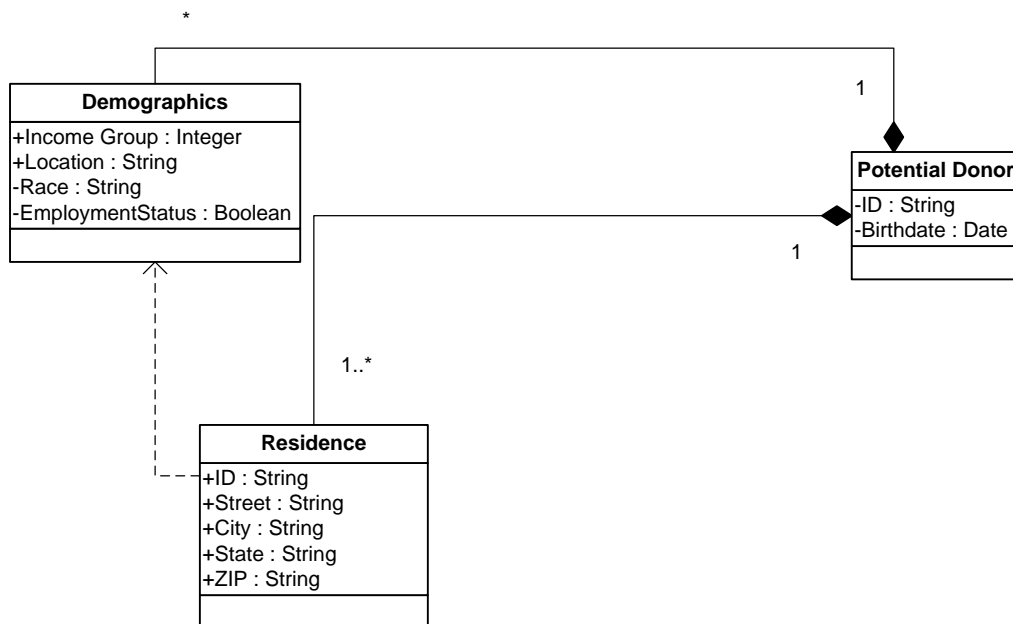 *
1
Demographics
+Income Group : Integer
+Location : String
-Race : String
-EmploymentStatus : Boolean
Potential Donor
-ID : String
-Birthdate : Date
1
1..*
Residence
+ID : String
+Street : String
+City : String
+State : String
+ZIP : String